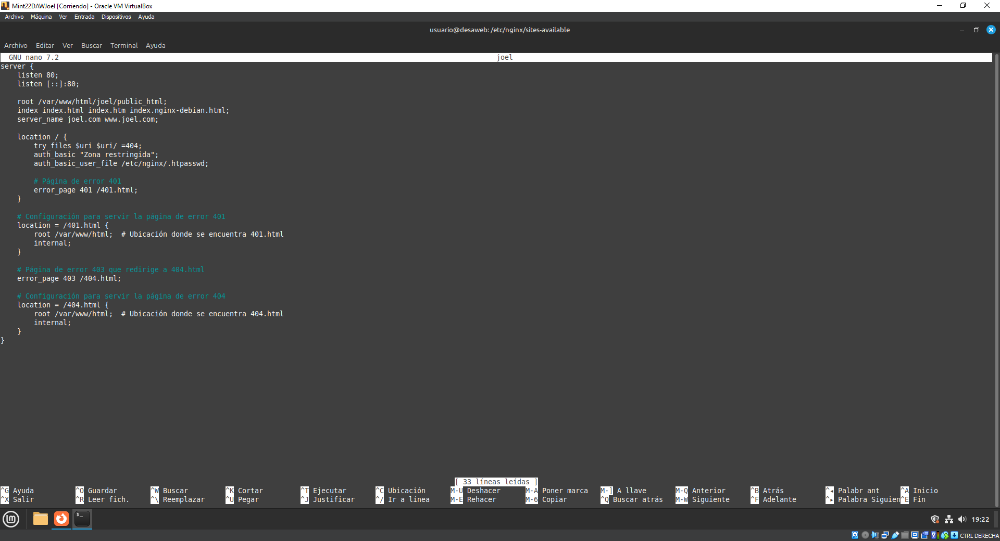 Mint22DAWJoel [Corriendo] - Oracle VM VirtualBox
Archivo Máquina Ver Entrada Dispositivos Ayuda
usuario@desaweb: /etc/nginx/sites-available
Archivo Editar Ver Buscar Terminal Ayuda
GNU nano 7.2 joel
server {
    listen 80;
    listen [::]:80;
    root /var/www/html/joel/public_html;
    index index.html index.htm index.nginx-debian.html;
    server_name joel.com www.joel.com;
    location / {
        try_files $uri $uri/ =404;
        auth_basic "Zona restringida";
        auth_basic_user_file /etc/nginx/.htpasswd;
        # Página de error 401
        error_page 401 /401.html;
    }
    # Configuración para servir la página de error 401
    location = /401.html {
        root /var/www/html;  # Ubicación donde se encuentra 401.html
        internal;
    }
    # Página de error 403 que redirige a 404.html
    error_page 403 /404.html;
    # Configuración para servir la página de error 404
    location = /404.html {
        root /var/www/html;  # Ubicación donde se encuentra 404.html
        internal;
    }
}
[ 33 líneas leídas ]
^G Ayuda ^O Guardar ^W Buscar ^K Cortar ^T Ejecutar ^C Ubicación M-U Deshacer M-A Poner marca M-] A llave M-Q Anterior ^B Atrás ^◂ Palabr ant ^A Inicio
^X Salir ^R Leer fich. ^\ Reemplazar ^U Pegar ^J Justificar ^/ Ir a línea M-E Rehacer M-6 Copiar ^Q Buscar atrás M-W Siguiente ^F Adelante ^▸ Palabra Siguien ^E Fin
19:22
CTRL DERECHA